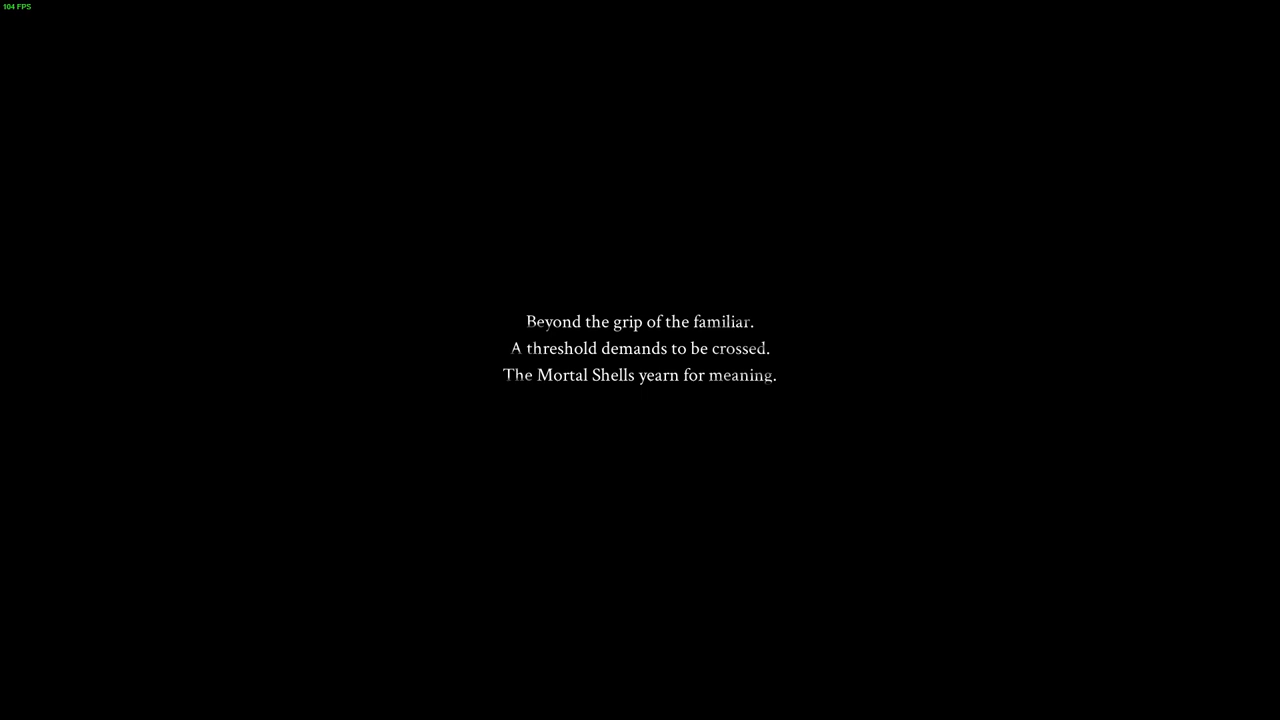 104 FPS
Beyond the grip of the familiar.
A threshold demands to be crossed.
The Mortal Shells yearn for meaning.